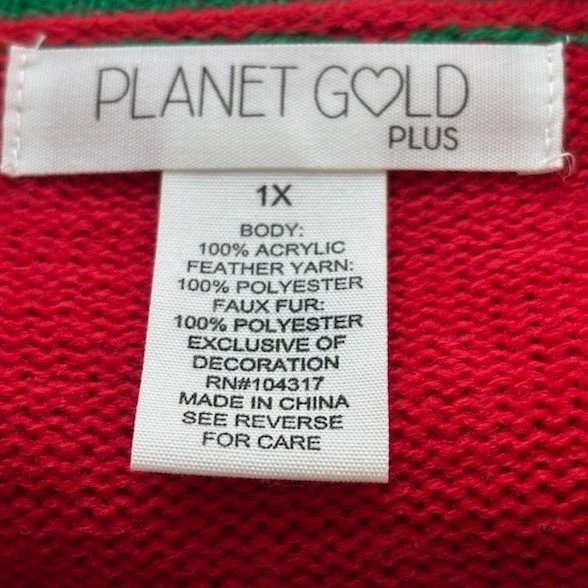 PLANET GOLD
PLUS
1X
BODY:
100% ACRYLIC
FEATHER YARN:
100% POLYESTER
FAUX FUR:
100% POLYESTER
EXCLUSIVE OF
DECORATION
RN#104317
MADE IN CHINA
SEE REVERSE
FOR CARE